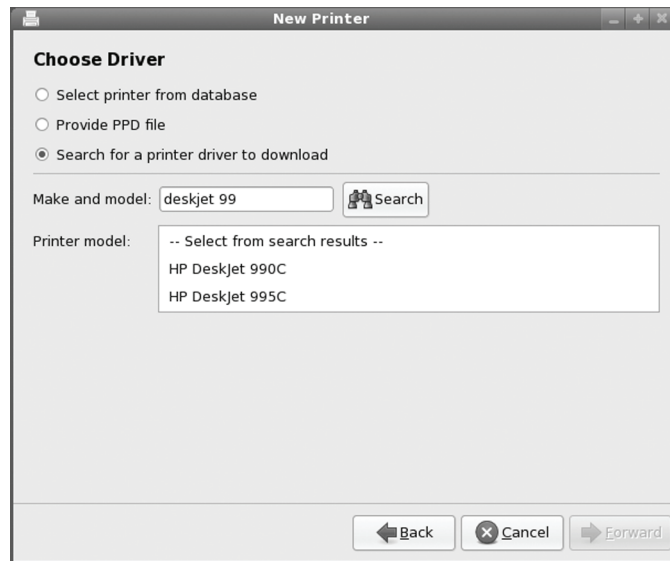 New Printer
Choose Driver
Select printer from database
Provide PPD file
Search for a printer driver to download
Make and model: deskjet 99 Search
Printer model: -- Select from search results --
HP DeskJet 990C
HP DeskJet 995C
Back Cancel Forward